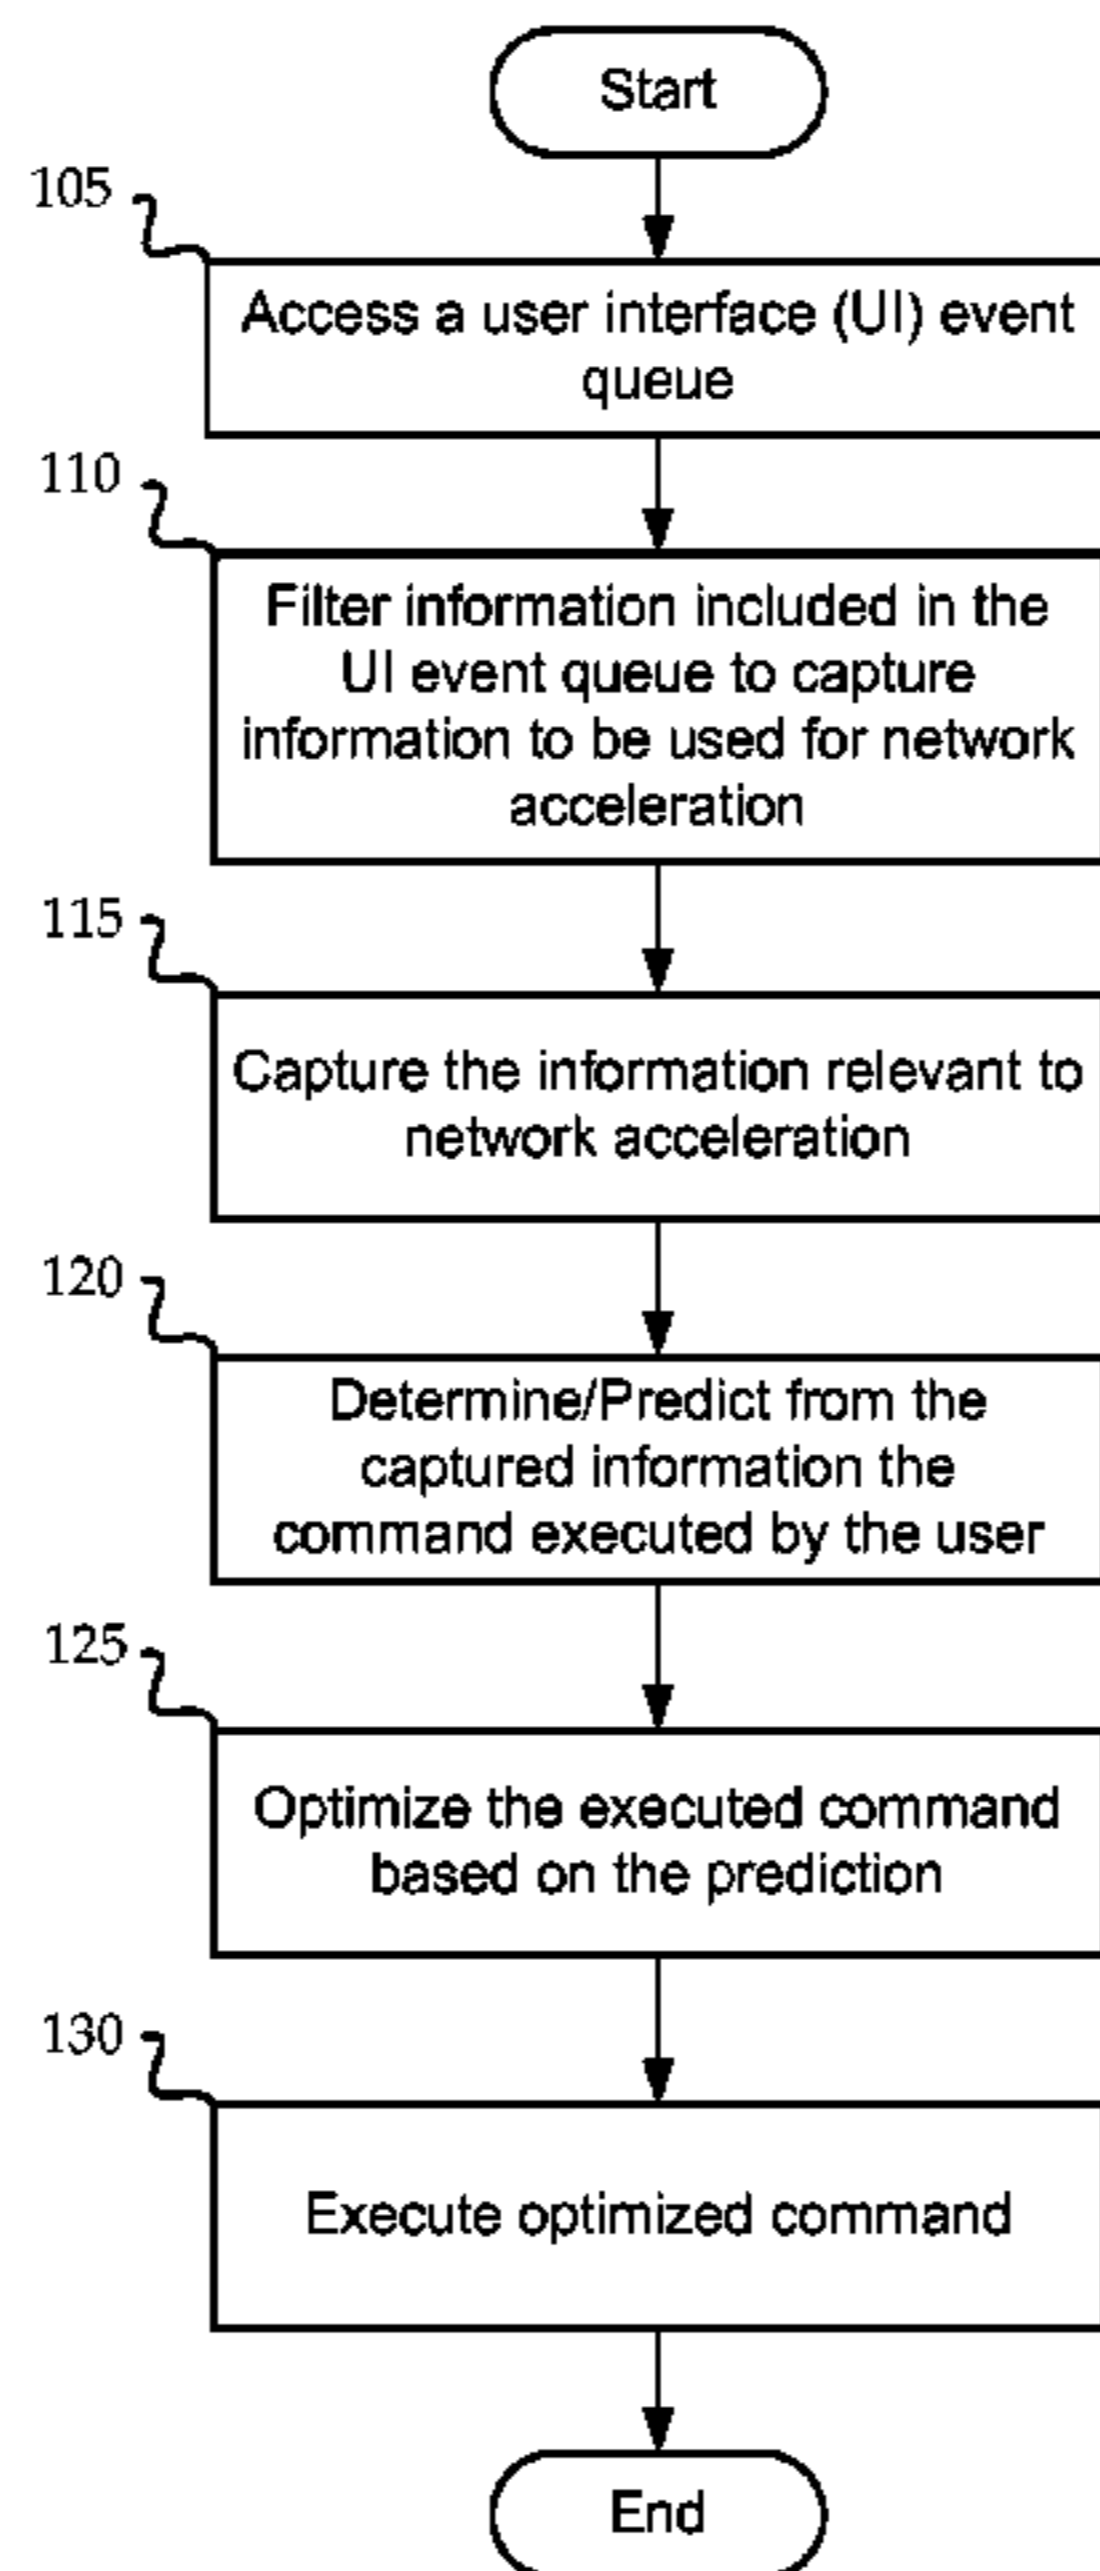 Start
105
Access a user interface (UI) event
queue
110
Filter information included in the
UI event queue to capture
information to be used for network
acceleration
115
Capture the information relevant to
network acceleration
120
Determine/Predict from the
captured information the
command executed by the user
125
Optimize the executed command
based on the prediction
130
Execute optimized command
End